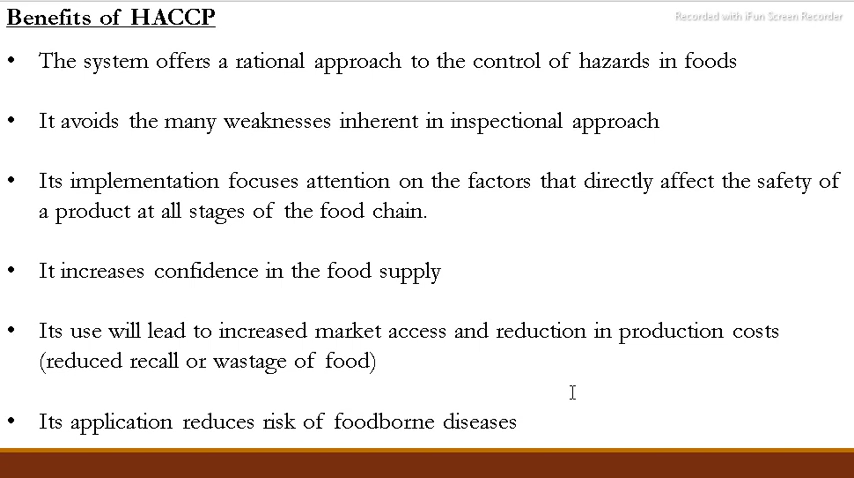 Benefits of HACCP
Recorded with iFun Screen Recorder
• The system offers a rational approach to the control of hazards in foods
• It avoids the many weaknesses inherent in inspectional approach
• Its implementation focuses attention on the factors that directly affect the safety of
a product at all stages of the food chain.
• It increases confidence in the food supply
• Its use will lead to increased market access and reduction in production costs
(reduced recall or wastage of food)
• Its application reduces risk of foodborne diseases